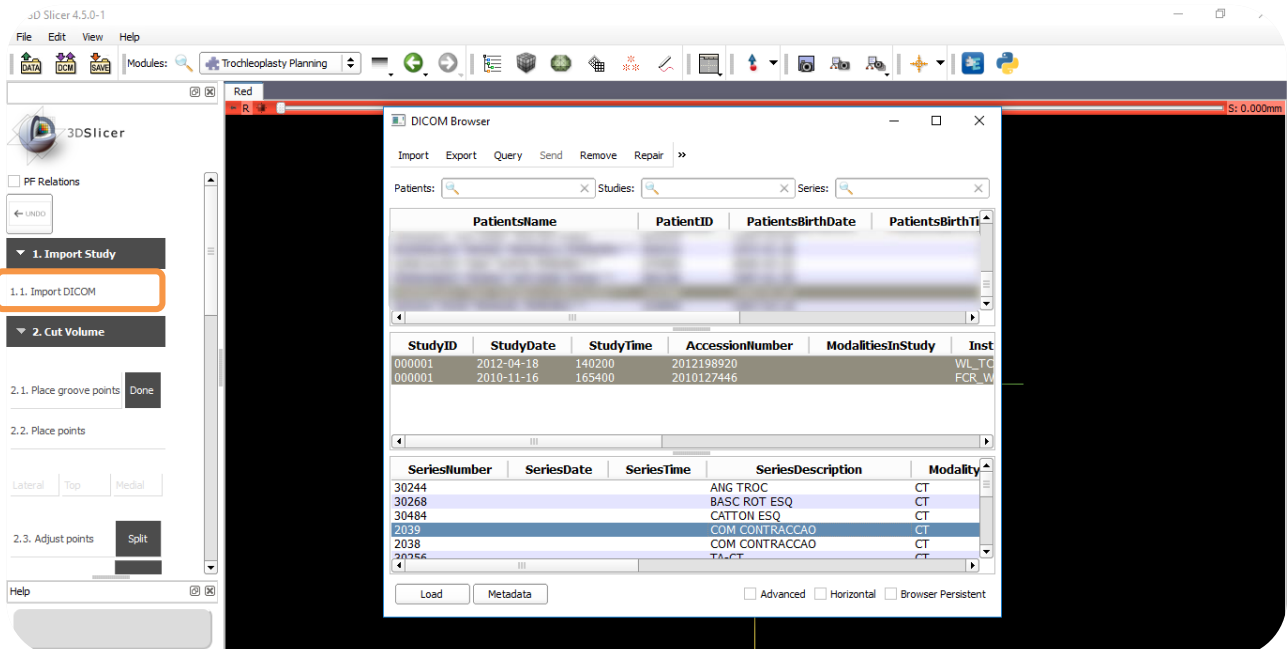 3D Slicer 4.5.0-1
File Edit View Help
DATA DCM SAVE Modules: Trochleoplasty Planning
Red
R S: 0.000mm
3DSlicer
PF Relations
UNDO
1. Import Study
1.1. Import DICOM
2. Cut Volume
2.1. Place groove points Done
2.2. Place points
Lateral Top Medial
2.3. Adjust points Split
Help
DICOM Browser
Import Export Query Send Remove Repair »
Patients: Studies: Series:
PatientsName PatientID PatientsBirthDate PatientsBirthTi
StudyID StudyDate StudyTime AccessionNumber ModalitiesInStudy Inst
000001 2012-04-18 140200 2012198920 WL_TC
000001 2010-11-16 165400 2010127446 FCR_W
SeriesNumber SeriesDate SeriesTime SeriesDescription Modality
30244 ANG TROC CT
30268 BASC ROT ESQ CT
30484 CATTON ESQ CT
2039 COM CONTRACCAO CT
2038 COM CONTRACCAO CT
30256 TA-CT CT
Load Metadata Advanced Horizontal Browser Persistent